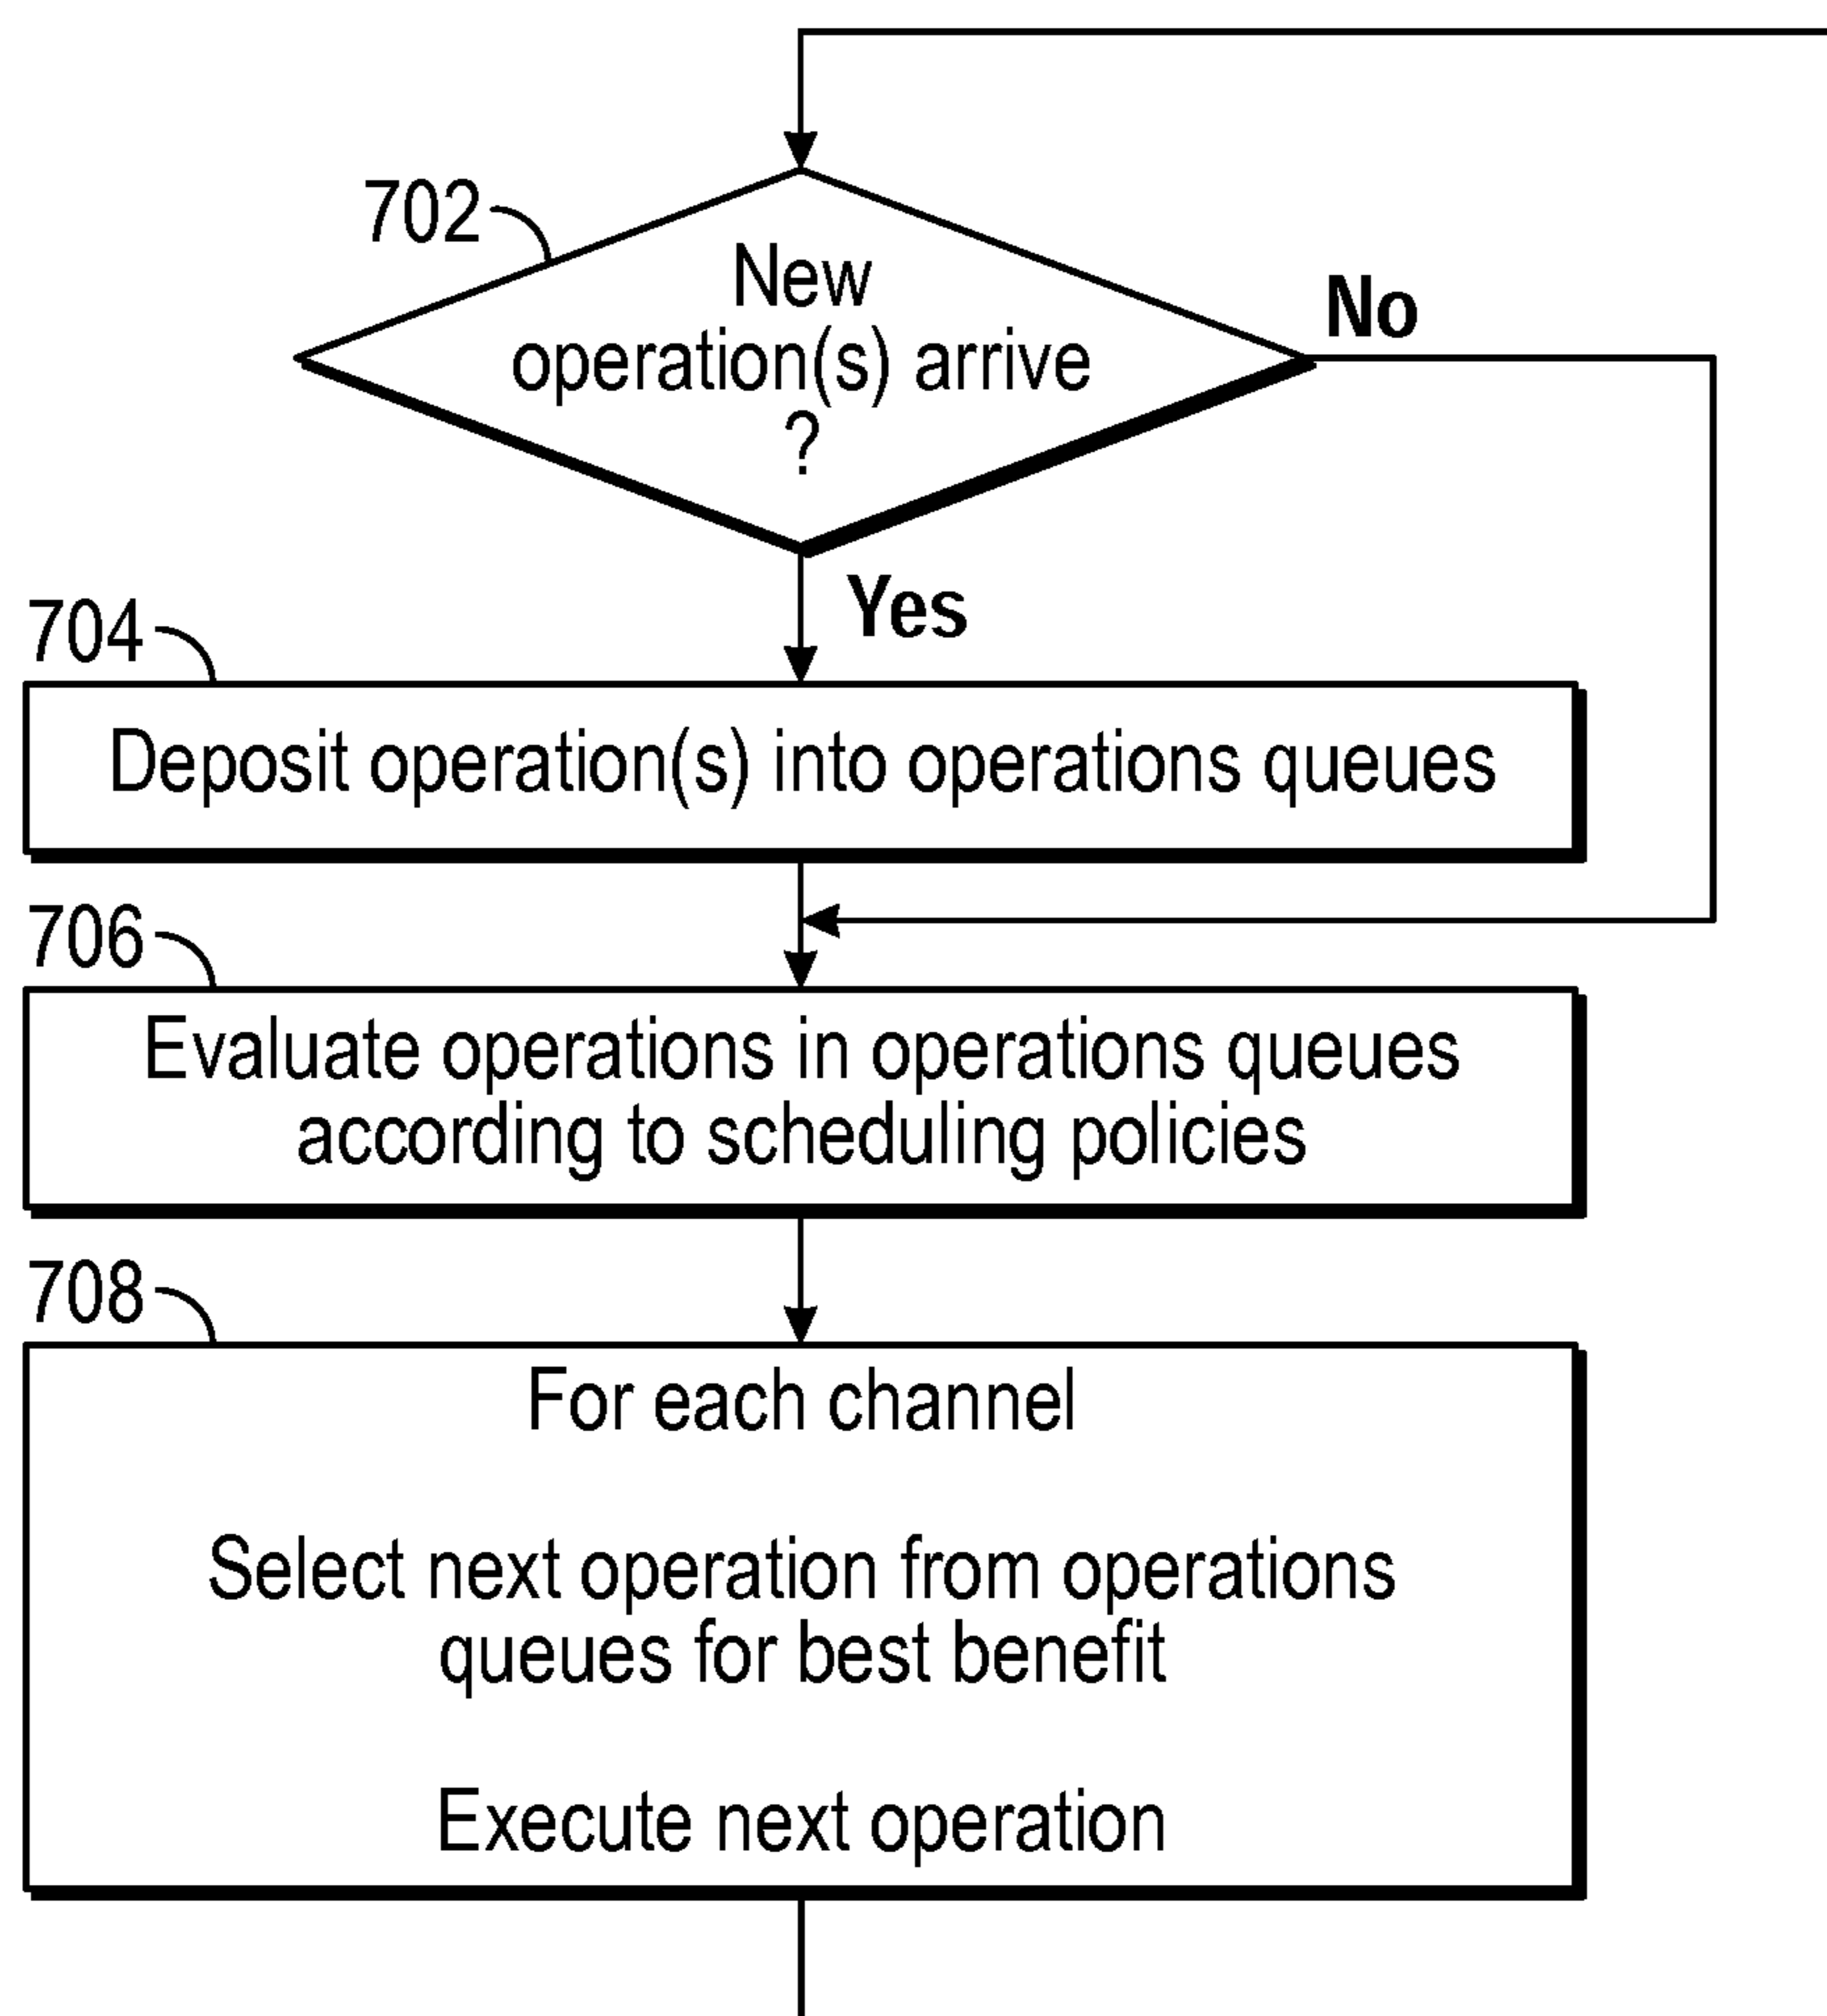 702
New
operation(s) arrive
?
No
Yes
704
Deposit operation(s) into operations queues
706
Evaluate operations in operations queues
according to scheduling policies
708
For each channel
Select next operation from operations
queues for best benefit
Execute next operation